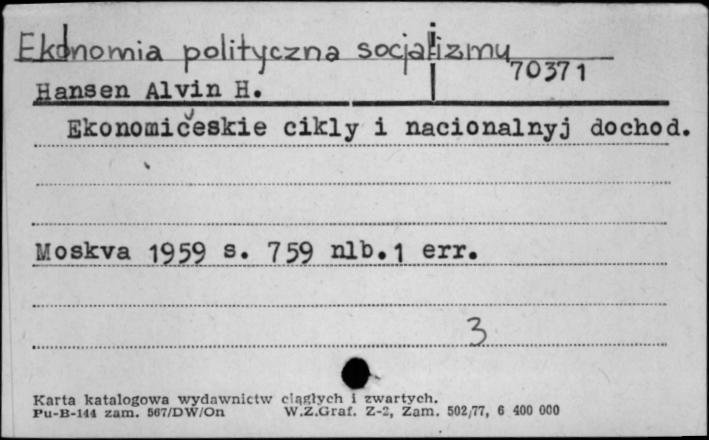 Ekonomia polityczna socjalizmu
70371
Hansen Alvin H.
Ekonomičeskie cikly i nacionalnyj dochod.
Moskva 1959 s. 759 nlb.1 err.
3
Karta katalogowa wydawnictw ciągłych i zwartych.
Pu-B-144 zam. 567/DW/On W.Z.Graf. Z-2, Zam. 502/77, 6 400 000